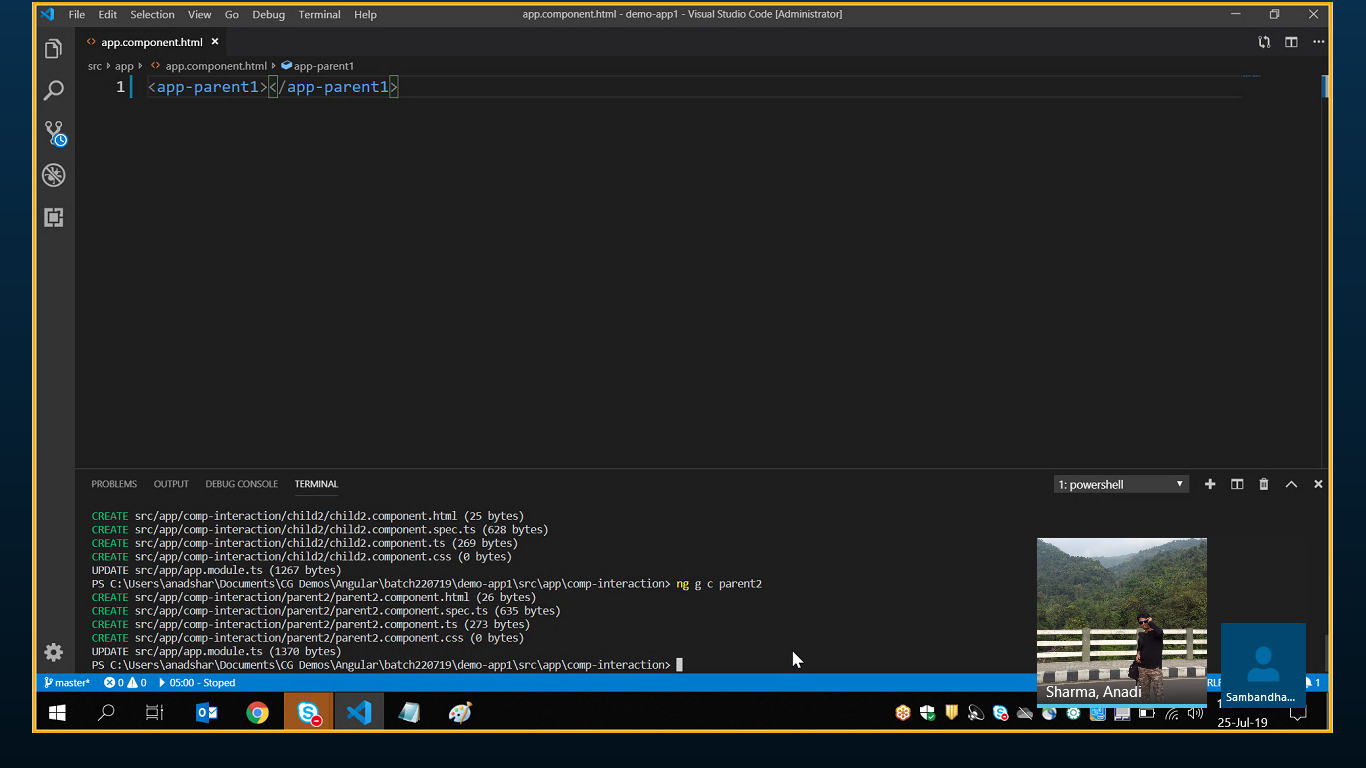 File Edit Selection View Go Debug Terminal Help
app.component.html - demo-app1 - Visual Studio Code [Administrator]
app.component.html
src app app.component.html app-parent1
1 <app-parent1></app-parent1>
PROBLEMS OUTPUT DEBUG CONSOLE TERMINAL
1: powershell
CREATE src/app/comp-interaction/child2/child2.component.html (25 bytes)
CREATE src/app/comp-interaction/child2/child2.component.spec.ts (628 bytes)
CREATE src/app/comp-interaction/child2/child2.component.ts (269 bytes)
CREATE src/app/comp-interaction/child2/child2.component.css (0 bytes)
UPDATE src/app/app.module.ts (1267 bytes)
PS C:\Users\anadshar\Documents\CG Demos\Angular\batch220719\demo-app1\src\app\comp-interaction> ng g c parent2
CREATE src/app/comp-interaction/parent2/parent2.component.html (26 bytes)
CREATE src/app/comp-interaction/parent2/parent2.component.spec.ts (635 bytes)
CREATE src/app/comp-interaction/parent2/parent2.component.ts (273 bytes)
CREATE src/app/comp-interaction/parent2/parent2.component.css (0 bytes)
UPDATE src/app/app.module.ts (1370 bytes)
PS C:\Users\anadshar\Documents\CG Demos\Angular\batch220719\demo-app1\src\app\comp-interaction>
master* 0 0 05:00 - Stoped
1
Sharma, Anadi
Sambandha...
25-Jul-19